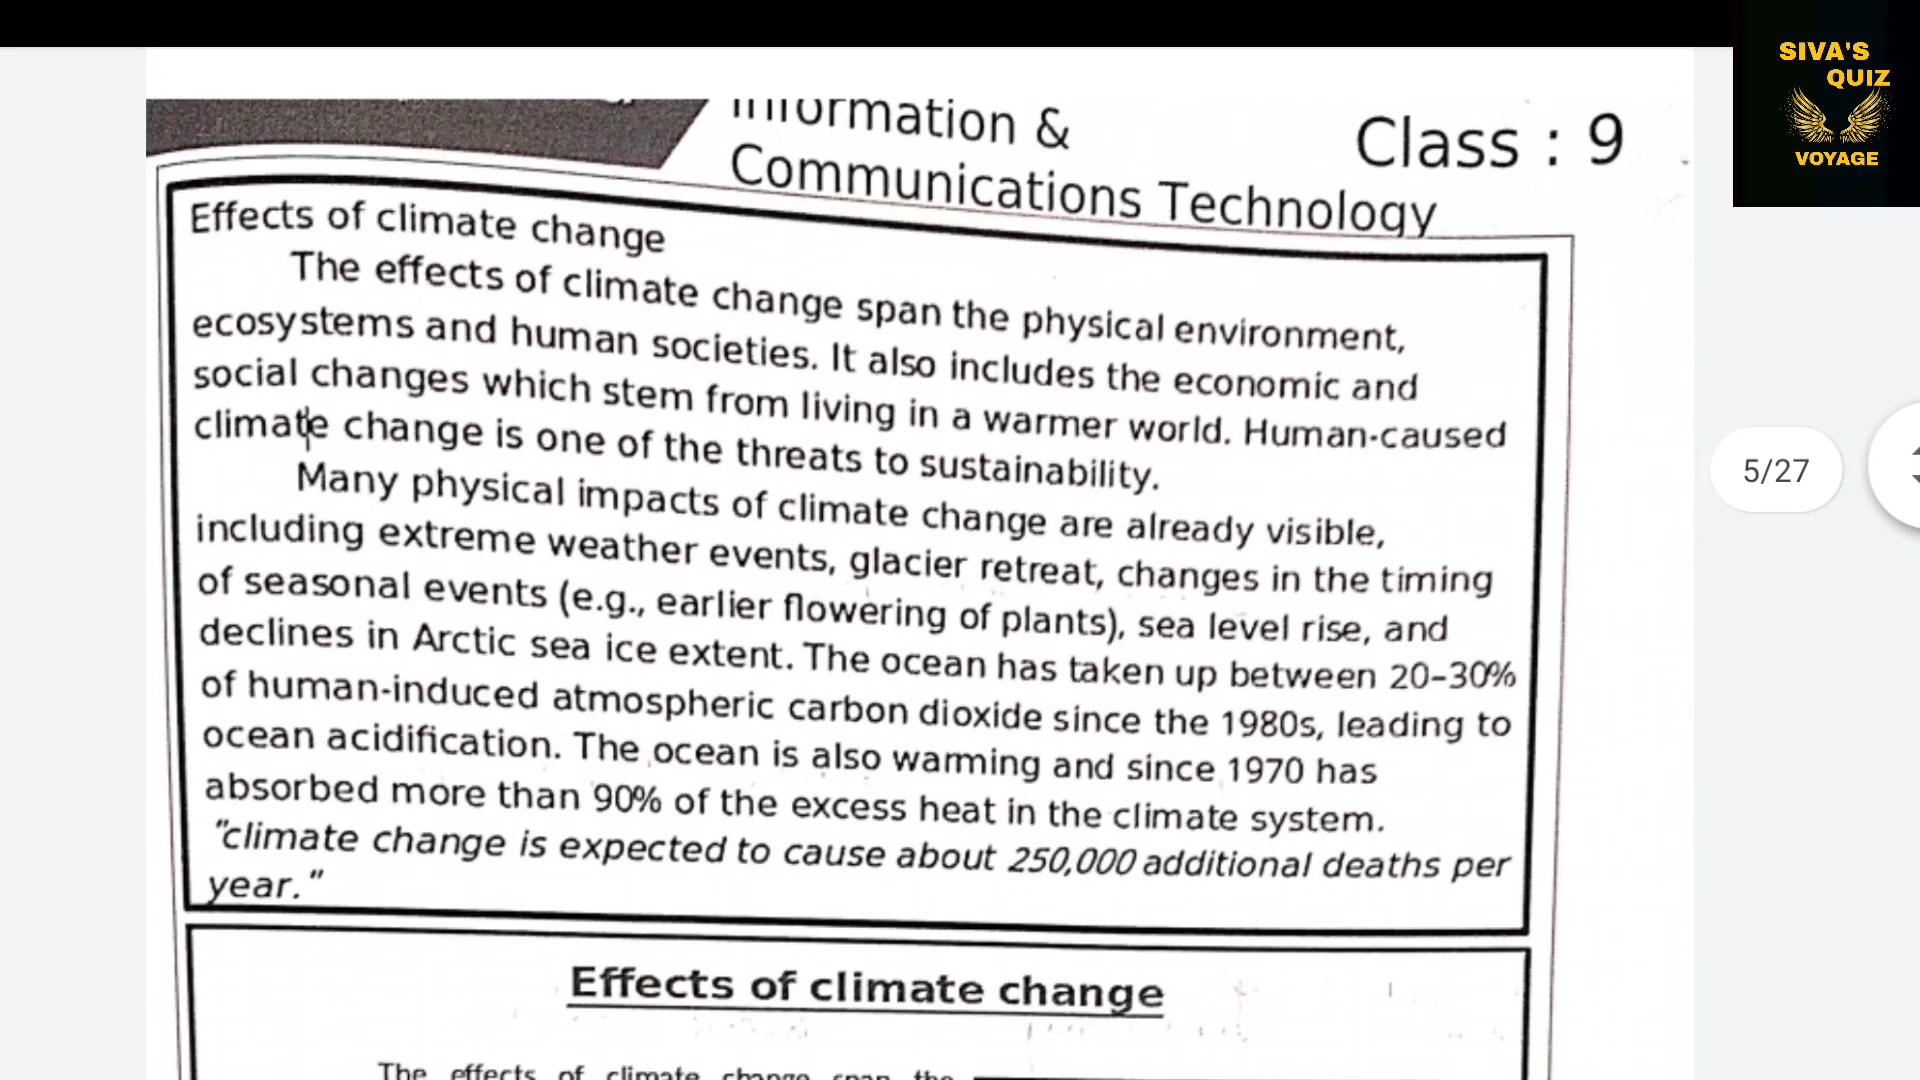 SIVA'S
QUIZ
VOYAGE
Information &
Communications Technology
Class : 9
Effects of climate change
The effects of climate change span the physical environment,
ecosystems and human societies. It also includes the economic and
social changes which stem from living in a warmer world. Human-caused
climate change is one of the threats to sustainability.
Many physical impacts of climate change are already visible,
including extreme weather events, glacier retreat, changes in the timing
of seasonal events (e.g., earlier flowering of plants), sea level rise, and
declines in Arctic sea ice extent. The ocean has taken up between 20–30%
of human-induced atmospheric carbon dioxide since the 1980s, leading to
ocean acidification. The ocean is also warming and since 1970 has
absorbed more than 90% of the excess heat in the climate system.
"climate change is expected to cause about 250,000 additional deaths per
year."
5/27
Effects of climate change
The effects of climate change span the